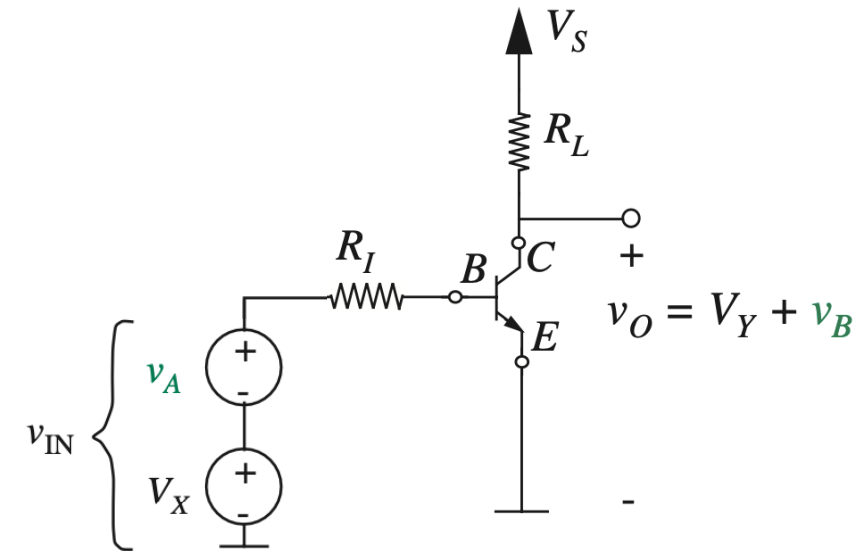 V_S
R_L
C
+
R_I
B
v_O = V_Y + v_B
E
+
v_A
-
v_IN
+
V_X
-
-